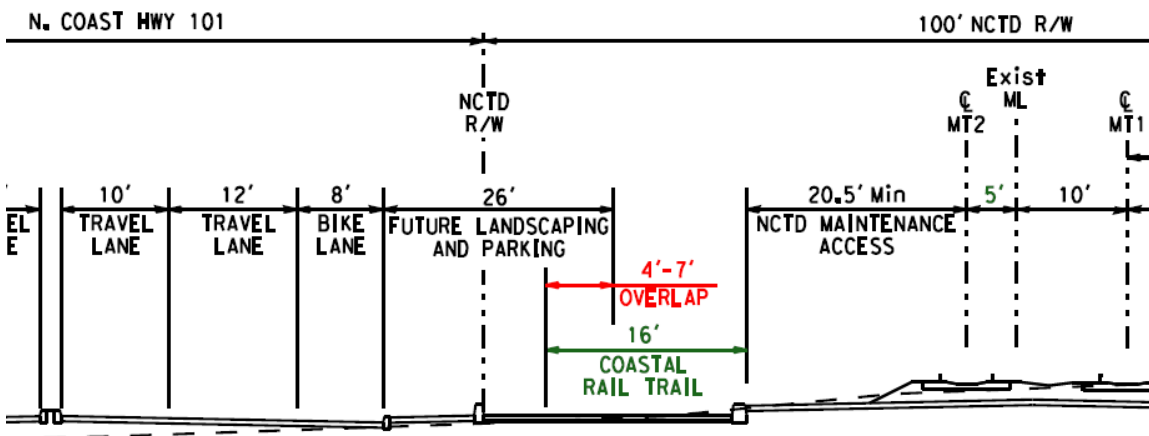 N. COAST HWY 101
100' NCTD R/W
NCTD
R/W
℄
MT2
Exist
ML
℄
MT1
'
EL
E
10'
TRAVEL
LANE
12'
TRAVEL
LANE
8'
BIKE
LANE
26'
FUTURE LANDSCAPING
AND PARKING
20.5' Min
NCTD MAINTENANCE
ACCESS
5'
10'
4'-7'
OVERLAP
16'
COASTAL
RAIL TRAIL